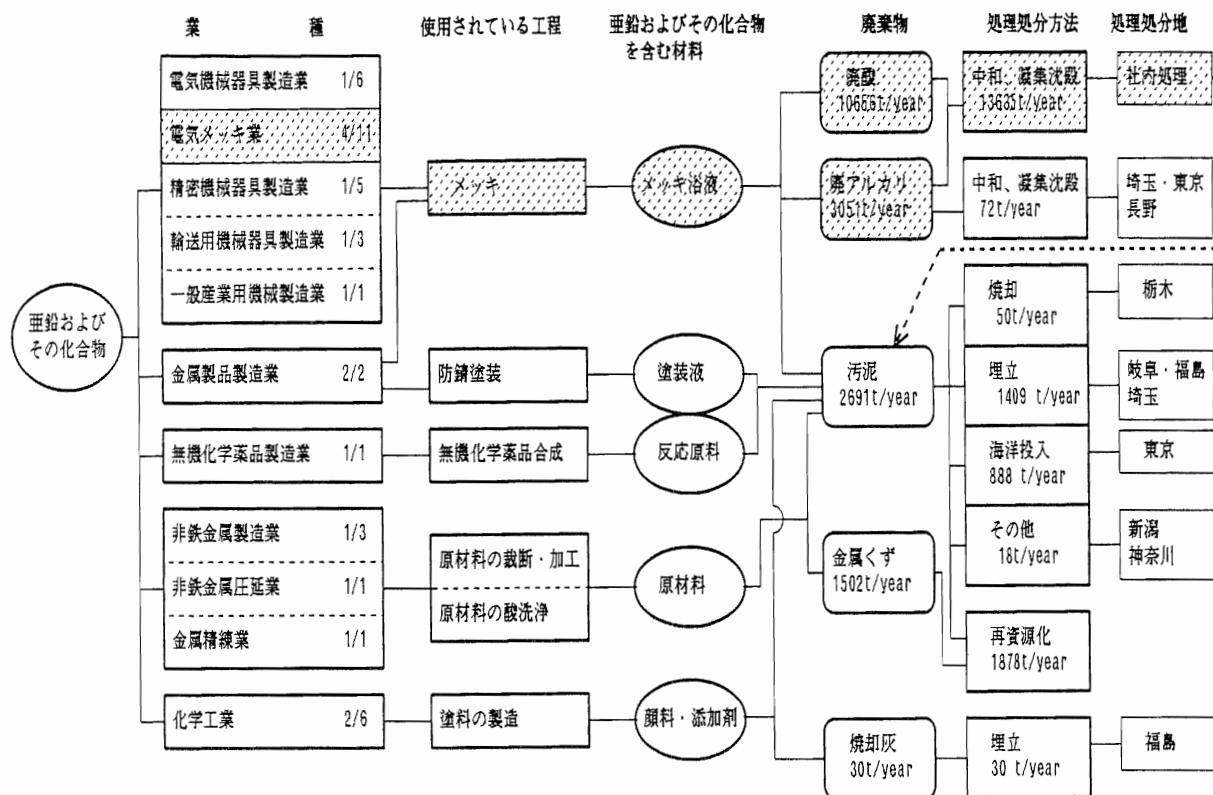 業　種
使用されている工程
亜鉛およびその化合物
を含む材料
廃棄物
処理処分方法
処理処分地
亜鉛および
その化合物
電気機械器具製造業 1/6
電気メッキ業 4/11
精密機械器具製造業 1/5
輸送用機械器具製造業 1/3
一般産業用機械製造業 1/1
金属製品製造業 2/2
無機化学薬品製造業 1/1
非鉄金属製造業 1/3
非鉄金属圧延業 1/1
金属精練業 1/1
化学工業 2/6
メッキ
防錆塗装
無機化学薬品合成
原材料の裁断・加工
原材料の酸洗浄
塗料の製造
メッキ浴液
塗装液
反応原料
原材料
顔料・添加剤
廃酸
10656t/year
廃アルカリ
3051t/year
汚泥
2691t/year
金属くず
1502t/year
焼却灰
30t/year
中和、凝集沈殿
13635t/year
中和、凝集沈殿
72t/year
焼却
50t/year
埋立
1409 t/year
海洋投入
888 t/year
その他
18t/year
再資源化
1878t/year
埋立
30 t/year
社内処理
埼玉・東京
長野
栃木
岐阜・福島
埼玉
東京
新潟
神奈川
福島